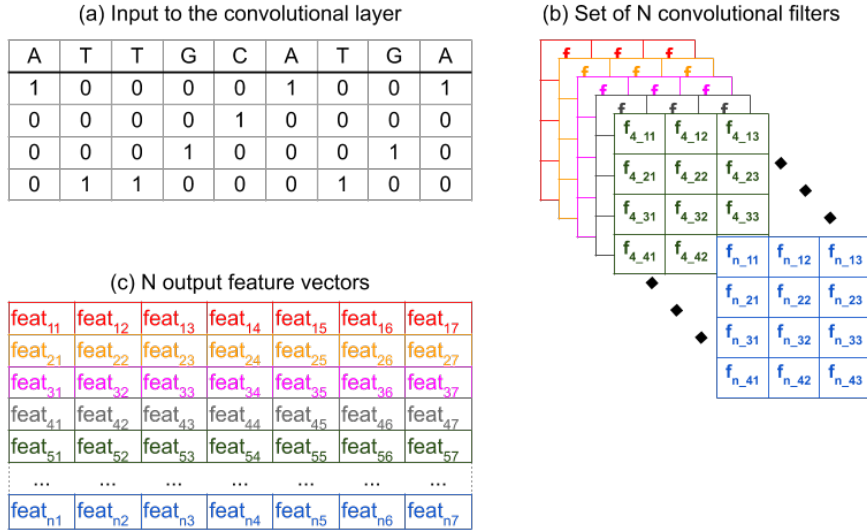 (a) Input to the convolutional layer
A T T G C A T G A
1 0 0 0 0 1 0 0 1
0 0 0 0 1 0 0 0 0
0 0 0 1 0 0 0 1 0
0 1 1 0 0 0 1 0 0
(b) Set of N convolutional filters
f f f
f f f
f f f
f f f
f4_11 f4_12 f4_13
f4_21 f4_22 f4_23
f4_31 f4_32 f4_33
f4_41 f4_42
fn_11 fn_12 fn_13
fn_21 fn_22 fn_23
fn_31 fn_32 fn_33
fn_41 fn_42 fn_43
(c) N output feature vectors
feat11 feat12 feat13 feat14 feat15 feat16 feat17
feat21 feat22 feat23 feat24 feat25 feat26 feat27
feat31 feat32 feat33 feat34 feat35 feat36 feat37
feat41 feat42 feat43 feat44 feat45 feat46 feat47
feat51 feat52 feat53 feat54 feat55 feat56 feat57
... ... ... ... ... ... ...
featn1 featn2 featn3 featn4 featn5 featn6 featn7